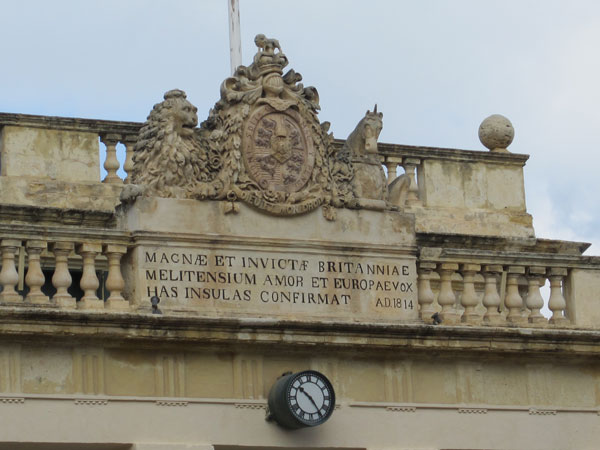 MAGNÆ ET INVICTÆ BRITANNIAE
MELITENSIUM AMOR ET EUROPAE VOX
HAS INSULAS CONFIRMAT A.D. 1814